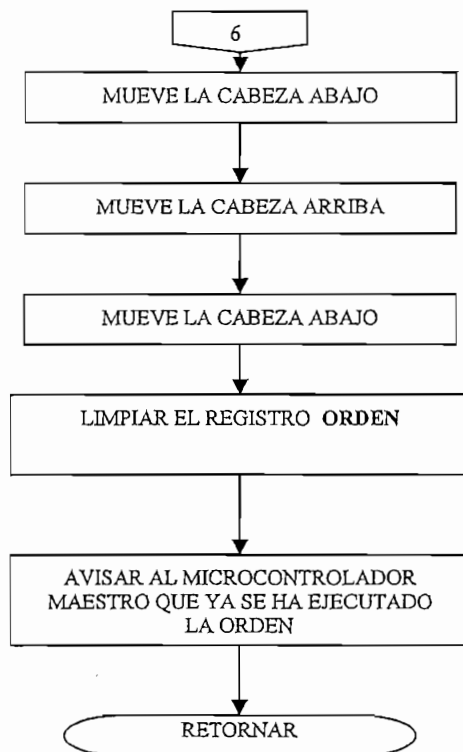 6
MUEVE LA CABEZA ABAJO
MUEVE LA CABEZA ARRIBA
MUEVE LA CABEZA ABAJO
LIMPIAR EL REGISTRO ORDEN
AVISAR AL MICROCONTROLADOR
MAESTRO QUE YA SE HA EJECUTADO
LA ORDEN
RETORNAR